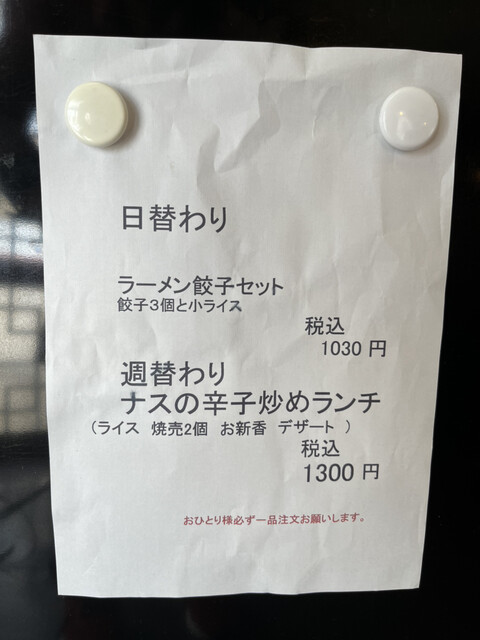 日替わり
ラーメン餃子セット
餃子3個と小ライス
税込
1030 円
週替わり
ナスの辛子炒めランチ
(ライス 焼売2個 お新香 デザート )
税込
1300 円
おひとり様必ず一品注文お願いします。